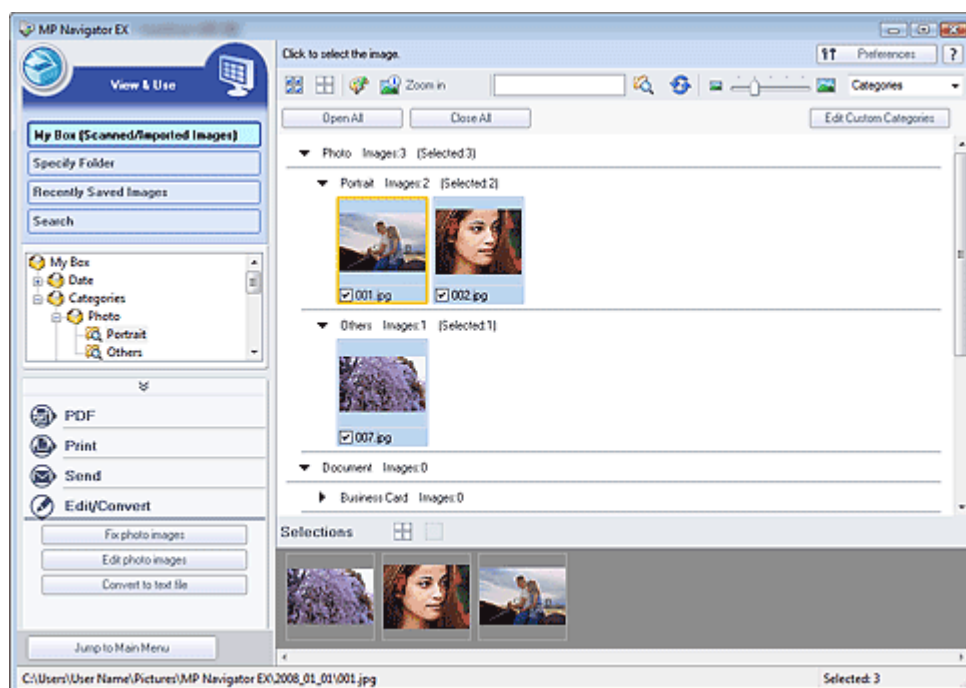 MP Navigator EX
View & Use
My Box (Scanned/Imported Images)
Specify Folder
Recently Saved Images
Search
My Box
Date
Categories
Photo
Portrait
Others
PDF
Print
Send
Edit/Convert
Fix photo images
Edit photo images
Convert to text file
Jump to Main Menu
Click to select the image.
Preferences
?
Zoom in
Categories
Open All
Close All
Edit Custom Categories
Photo Images:3 (Selected:3)
Portrait Images:2 (Selected:2)
001.jpg 002.jpg
Others Images:1 (Selected:1)
007.jpg
Document Images:0
Business Card Images:0
Selections
C:\Users\User Name\Pictures\MP Navigator EX\2008_01_01\001.jpg
Selected: 3